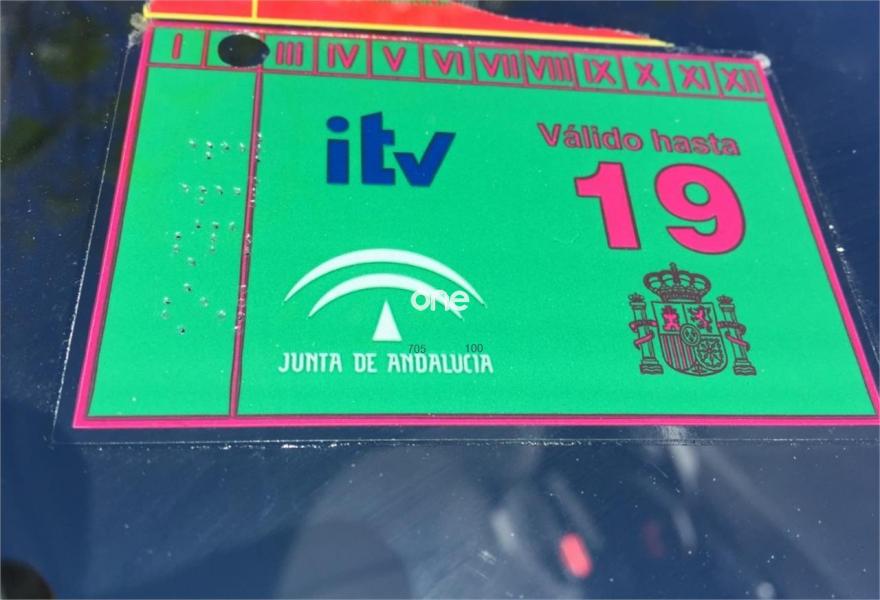 I III IV V VI VII VIII IX X XI XII
itv
Válido hasta
19
one
705 100
JUNTA DE ANDALUCIA